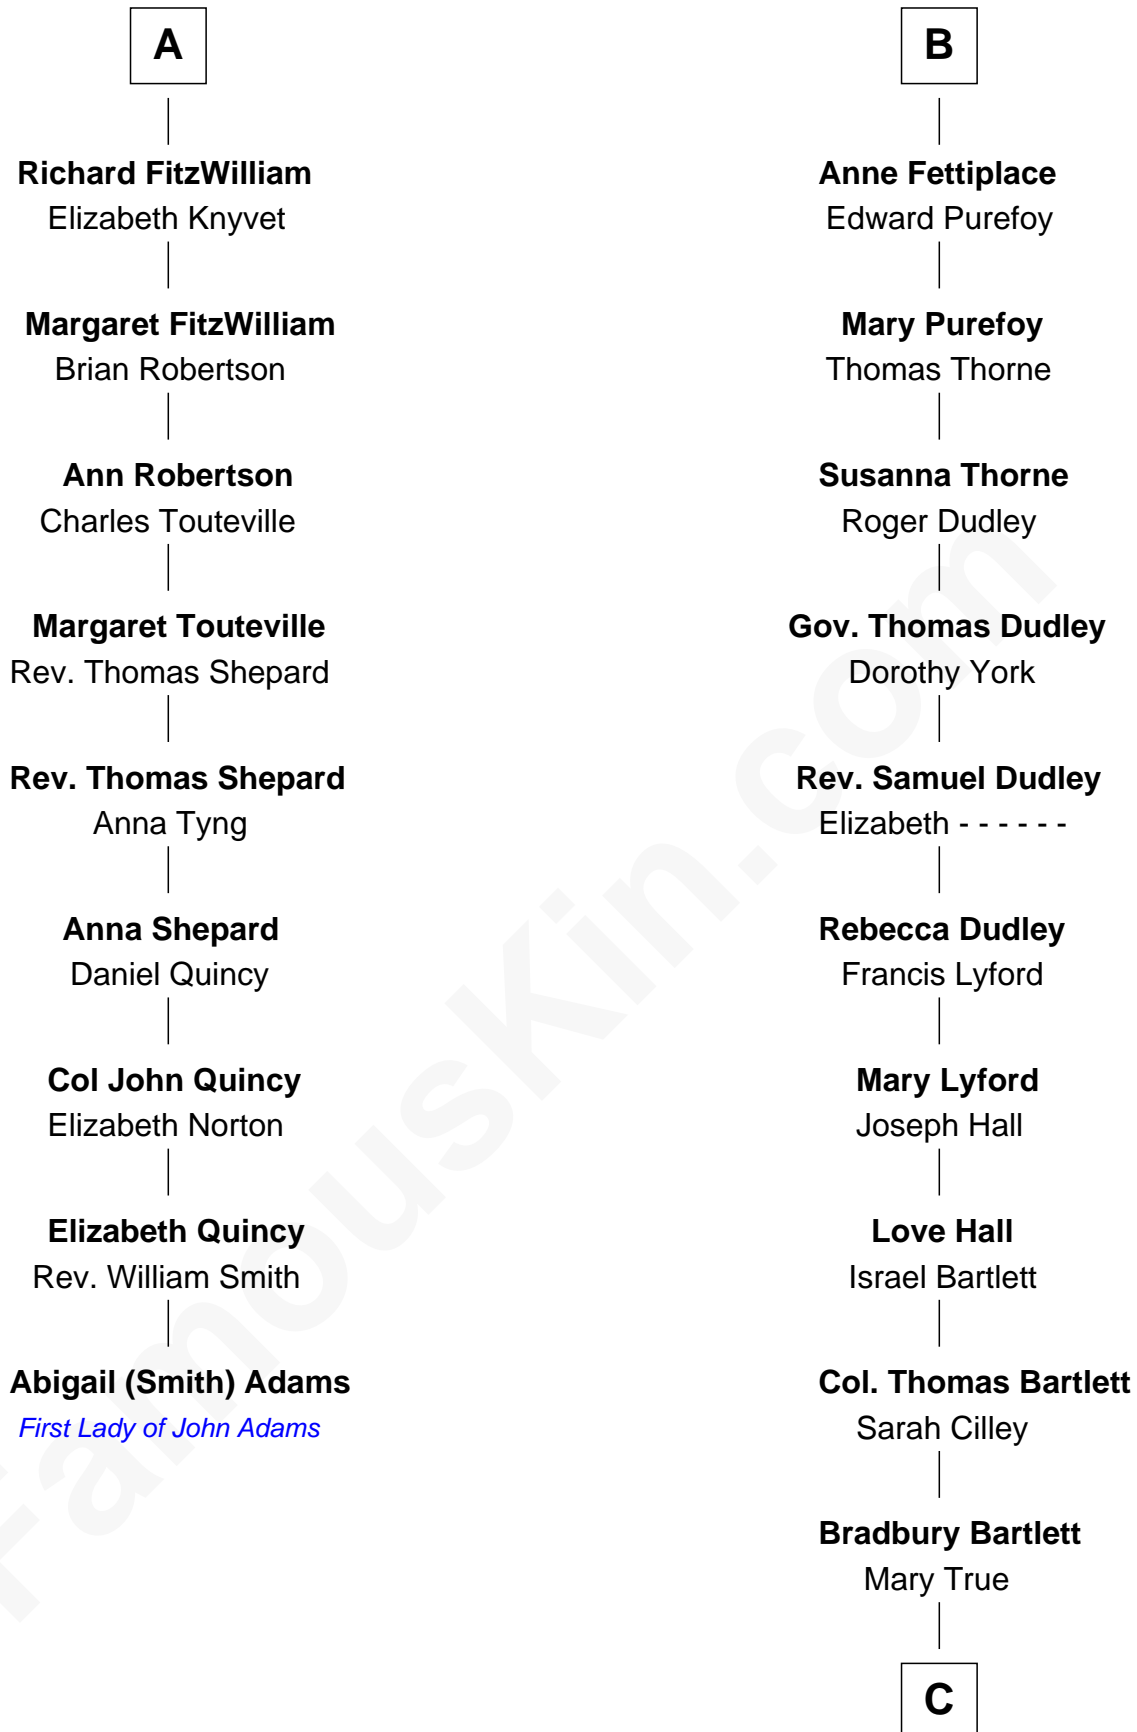 A
Richard FitzWilliam
Elizabeth Knyvet
Margaret FitzWilliam
Brian Robertson
Ann Robertson
Charles Touteville
Margaret Touteville
Rev. Thomas Shepard
Rev. Thomas Shepard
Anna Tyng
Anna Shepard
Daniel Quincy
Col John Quincy
Elizabeth Norton
Elizabeth Quincy
Rev. William Smith
Abigail (Smith) Adams
First Lady of John Adams
B
Anne Fettiplace
Edward Purefoy
Mary Purefoy
Thomas Thorne
Susanna Thorne
Roger Dudley
Gov. Thomas Dudley
Dorothy York
Rev. Samuel Dudley
Elizabeth - - - - - -
Rebecca Dudley
Francis Lyford
Mary Lyford
Joseph Hall
Love Hall
Israel Bartlett
Col. Thomas Bartlett
Sarah Cilley
Bradbury Bartlett
Mary True
C
FamousKin.com